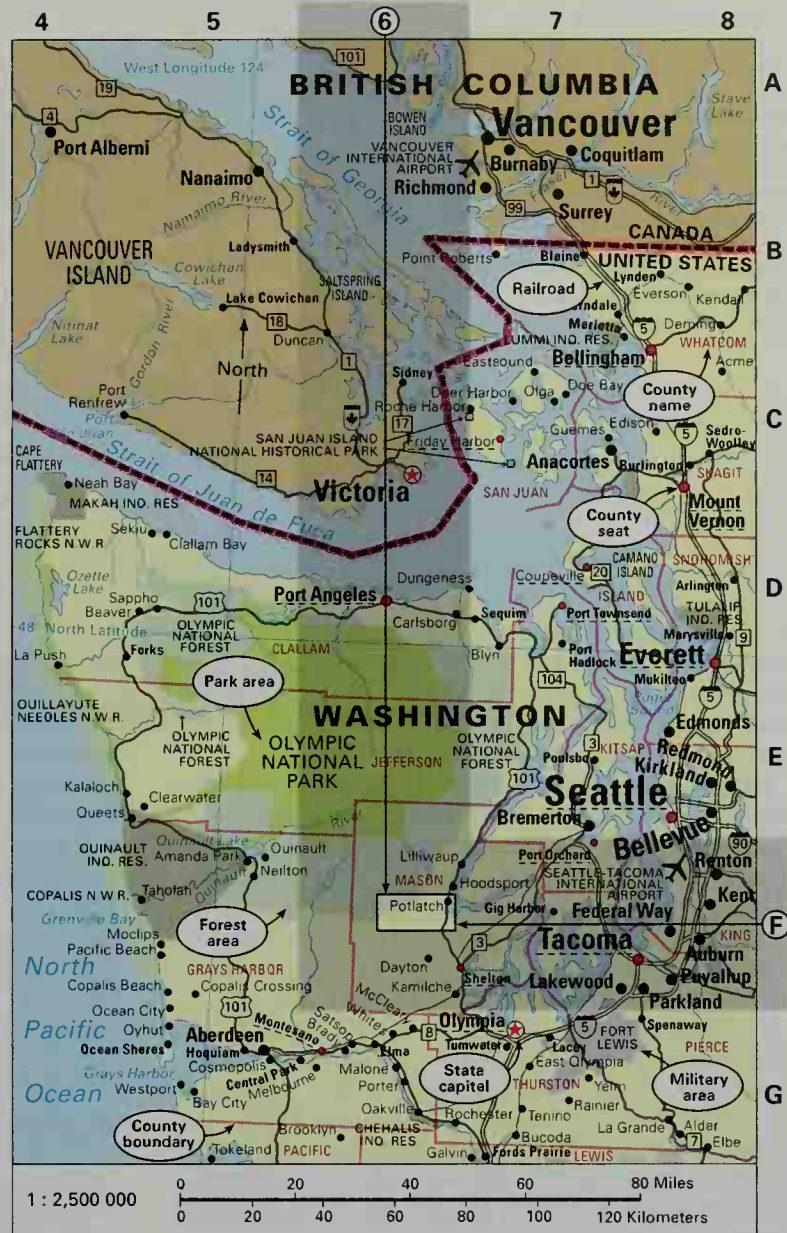 4 5 6 7 8
101
West Longitude 124
19
BRITISH COLUMBIA
A
Stave Lake
BOWEN ISLAND
Vancouver
4
Port Alberni
VANCOUVER INTERNATIONAL AIRPORT
Burnaby
Coquitlam
Strait of Georgia
Nanaimo
Richmond
1
Fraser River
Namaimo River
99
Surrey
CANADA
B
VANCOUVER ISLAND
Ladysmith
Point Roberts
Blaine
UNITED STATES
Cowichan Lake
SALTSPRING ISLAND
Railroad
Lynden
Everson
Kendall
Lake Cowichan
Nitinat Lake
18
Duncan
Gordon River
Marietta
5
Deming
LUMMI IND. RES.
WHATCOM
North
1
Eastsound
Bellingham
Acme
Sidney
Port Renfrew
Deer Harbor
Olga
Doe Bay
County name
Roche Harbor
17
C
SAN JUAN ISLAND NATIONAL HISTORICAL PARK
Friday Harbor
Guemes
Edison
5
Sedro-Woolley
CAPE FLATTERY
Strait of Juan de Fuca
Anacortes
Burlington
SKAGIT
14
Victoria
SAN JUAN
Neah Bay
MAKAH IND. RES
Mount Vernon
County seat
FLATTERY ROCKS N.W.R
Sekiu
Clallam Bay
CAMANO ISLAND
SNOHOMISH
Ozette Lake
Dungeness
Coupeville
20
ISLAND
D
Sappho
Beaver
101
Port Angeles
Arlington
Carlsborg
Sequim
Port Townsend
TULALIP IND. RES
48 North Latitude
OLYMPIC NATIONAL FOREST
CLALLAM
Marysville
9
La Push
Forks
Blyn
Port Hadlock
Everett
Park area
104
Mukilteo
QUILLAYUTE NEEDLES N.W.R.
5
Puget Sound
WASHINGTON
Edmonds
OLYMPIC NATIONAL FOREST
OLYMPIC NATIONAL PARK
JEFFERSON
OLYMPIC NATIONAL FOREST
3
KITSAP
Redmond
E
Poulsbo
Kirkland
101
Kalaloch
Clearwater
Seattle
Queets
River
Bremerton
Bellevue
90
Quinault Lake
QUINAULT IND. RES.
Amanda Park
Quinault
Neilton
Quinault
Lilliwaup
Port Orchard
Renton
MASON
Hoodsport
SEATTLE-TACOMA INTERNATIONAL AIRPORT
COPALIS N W R.
Taholah
Kent
Potlatch
Gig Harbor
Federal Way
Grenville Bay
Forest area
F
Moclips
KING
Pacific Beach
3
Tacoma
Auburn
North Pacific Ocean
GRAYS HARBOR
Dayton
Shelton
Puyallup
Copalis Beach
Copalis Crossing
Kamilche
Lakewood
Parkland
Ocean City
101
McCleary
Oyhut
Montesano
Satsop
Brady
Whites
Olympia
5
FORT LEWIS
Spenaway
Aberdeen
8
Ocean Sheres
Hoquiam
Elma
Tumwater
Lacey
PIERCE
Cosmopolis
Central Park
Malone
East Olympia
Grays Harbor
Melbourne
State capital
Military area
Westport
Porter
THURSTON
Yelm
G
Bay City
Rainier
Oakville
Rochester
Tenino
La Grande
Alder
County boundary
Brooklyn
CHEHALIS IND RES
Bucoda
7
Elbe
Tokeland
PACIFIC
Galvin
Fords Prairie
LEWIS
1 : 2,500 000
0 20 40 60 80 Miles
0 20 40 60 80 100 120 Kilometers